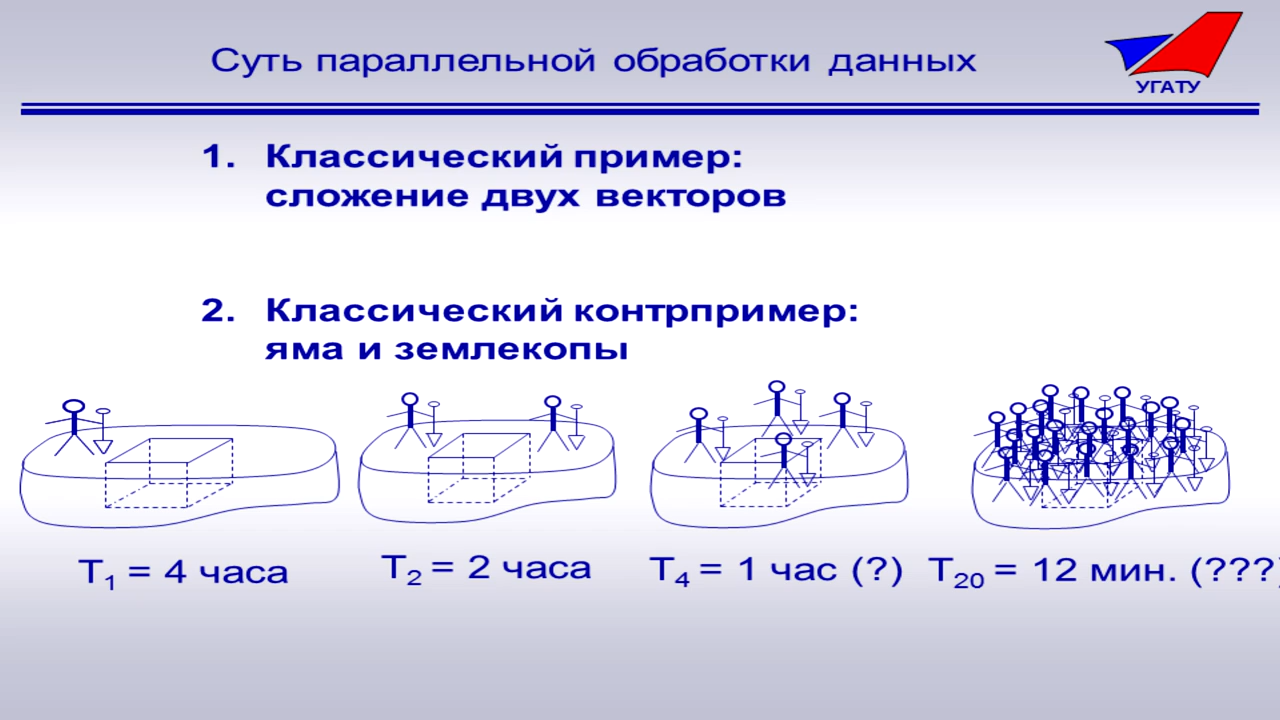 Суть параллельной обработки данных
УГАТУ
1. Классический пример:
сложение двух векторов
2. Классический контрпример:
яма и землекопы
T1 = 4 часа
T2 = 2 часа
T4 = 1 час (?)
T20 = 12 мин. (???)